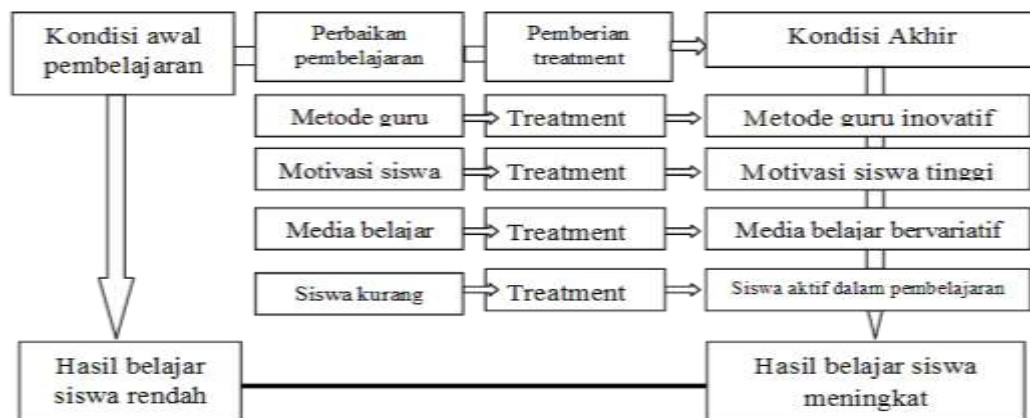 Kondisi awal
pembelajaran
Perbaikan
pembelajaran
Pemberian
treatment
Kondisi Akhir
Metode guru
Treatment
Metode guru inovatif
Motivasi siswa
Treatment
Motivasi siswa tinggi
Media belajar
Treatment
Media belajar bervariatif
Siswa kurang
Treatment
Siswa aktif dalam pembelajaran
Hasil belajar
siswa rendah
Hasil belajar siswa
meningkat